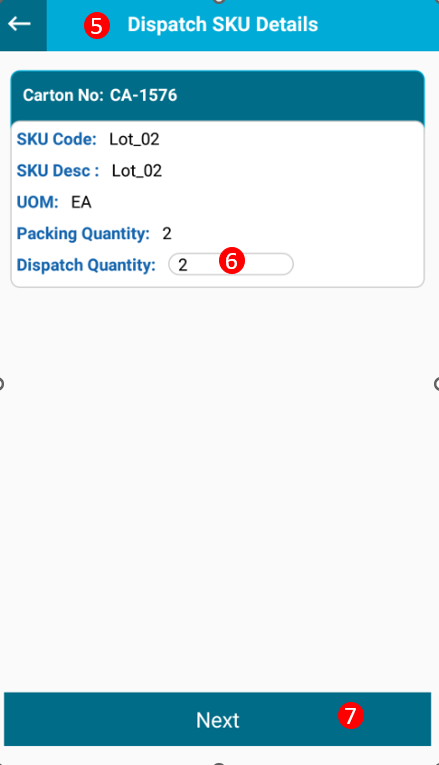 5 Dispatch SKU Details
Carton No: CA-1576
SKU Code: Lot_02
SKU Desc : Lot_02
UOM: EA
Packing Quantity: 2
Dispatch Quantity: 2 6
Next 7